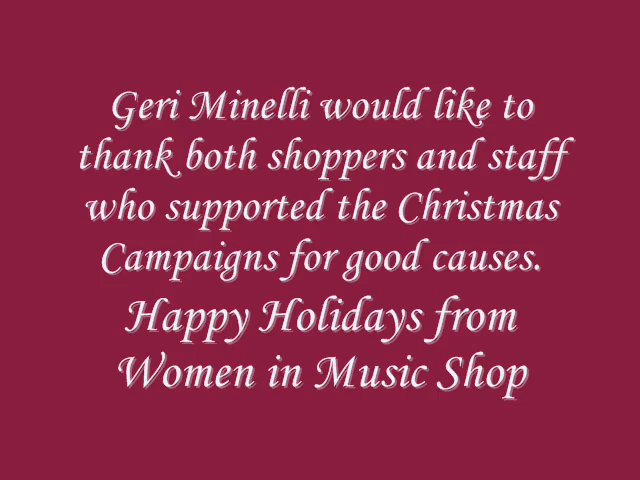 Geri Minelli would like to
thank both shoppers and staff
who supported the Christmas
Campaigns for good causes.
Happy Holidays from
Women in Music Shop